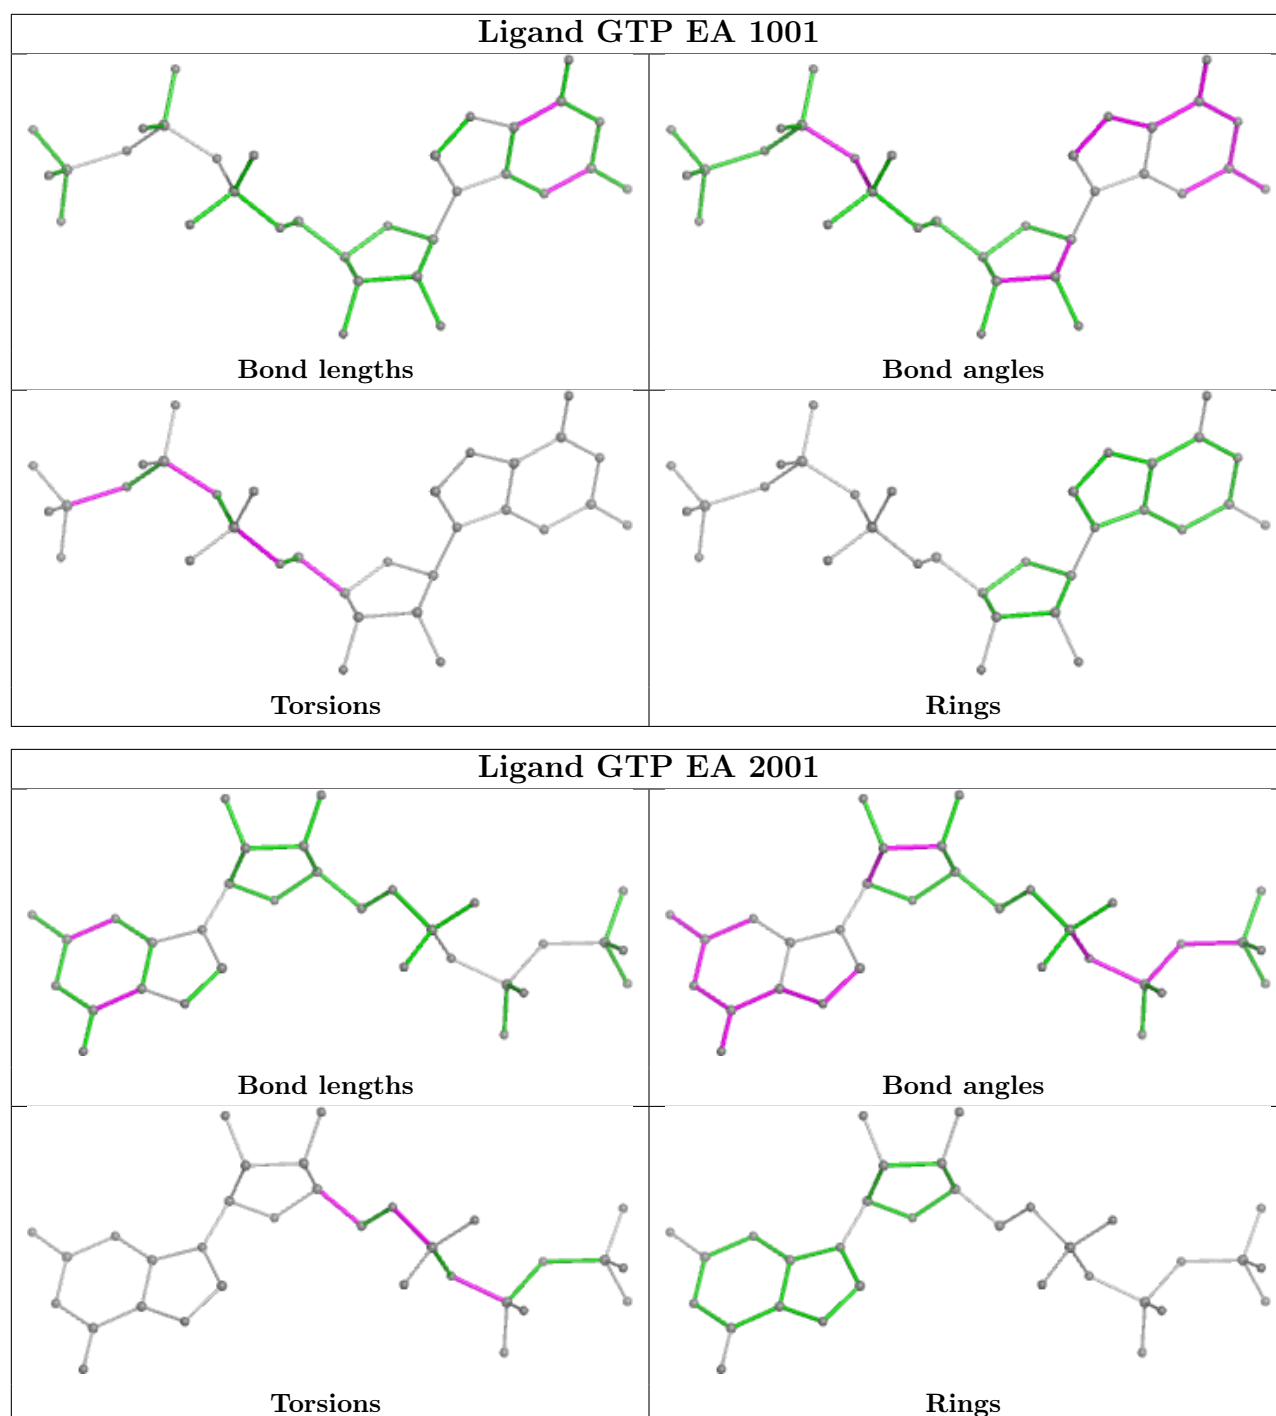 Ligand GTP EA 1001
Bond lengths
Bond angles
Torsions
Rings
Ligand GTP EA 2001
Bond lengths
Bond angles
Torsions
Rings